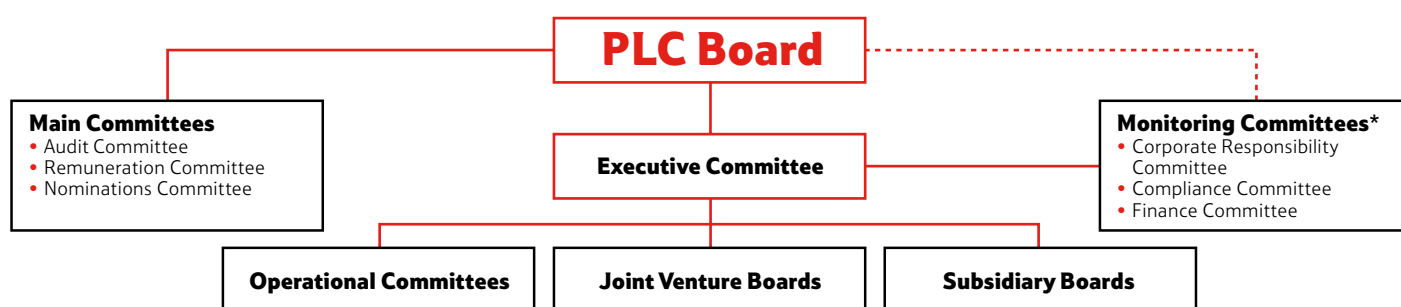 PLC Board
Main Committees
• Audit Committee
• Remuneration Committee
• Nominations Committee
Executive Committee
Monitoring Committees*
• Corporate Responsibility
Committee
• Compliance Committee
• Finance Committee
Operational Committees
Joint Venture Boards
Subsidiary Boards